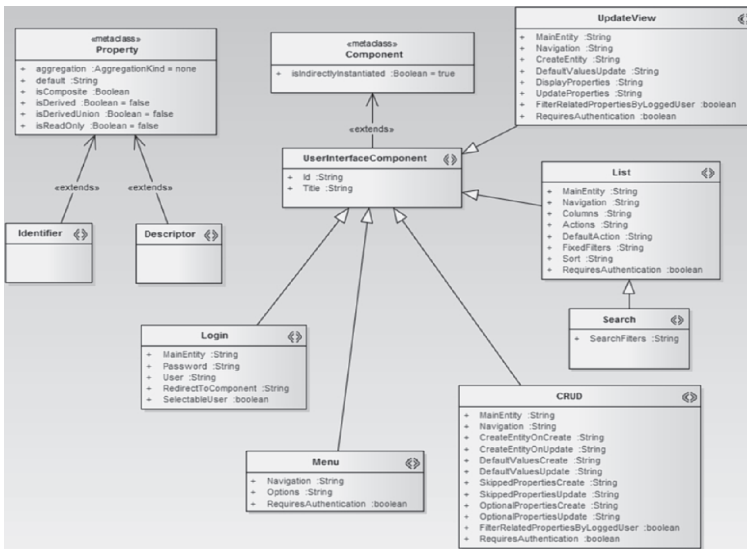 «metaclass»
Property
+ aggregation :AggregationKind = none
+ default :String
+ isComposite :Boolean
+ isDerived :Boolean = false
+ isDerivedUnion :Boolean = false
+ isReadOnly :Boolean = false
«metaclass»
Component
+ isIndirectlyInstantiated :Boolean = true
UpdateView
+ MainEntity :String
+ Navigation :String
+ CreateEntity :String
+ DefaultValuesUpdate :String
+ DisplayProperties :String
+ UpdateProperties :String
+ FilterRelatedPropertiesByLoggedUser :boolean
+ RequiresAuthentication :boolean
«extends»
UserInterfaceComponent
+ Id :String
+ Title :String
«extends»
«extends»
Identifier
Descriptor
List
+ MainEntity :String
+ Navigation :String
+ Columns :String
+ Actions :String
+ DefaultAction :String
+ FixedFilters :String
+ Sort :String
+ RequiresAuthentication :boolean
Search
+ SearchFilters :String
Login
+ MainEntity :String
+ Password :String
+ User :String
+ RedirectToComponent :String
+ SelectableUser :boolean
Menu
+ Navigation :String
+ Options :String
+ RequiresAuthentication :boolean
CRUD
+ MainEntity :String
+ Navigation :String
+ CreateEntityOnCreate :String
+ CreateEntityOnUpdate :String
+ DefaultValuesCreate :String
+ DefaultValuesUpdate :String
+ SkippedPropertiesCreate :String
+ SkippedPropertiesUpdate :String
+ OptionalPropertiesCreate :String
+ OptionalPropertiesUpdate :String
+ FilterRelatedPropertiesByLoggedUser :boolean
+ RequiresAuthentication :boolean